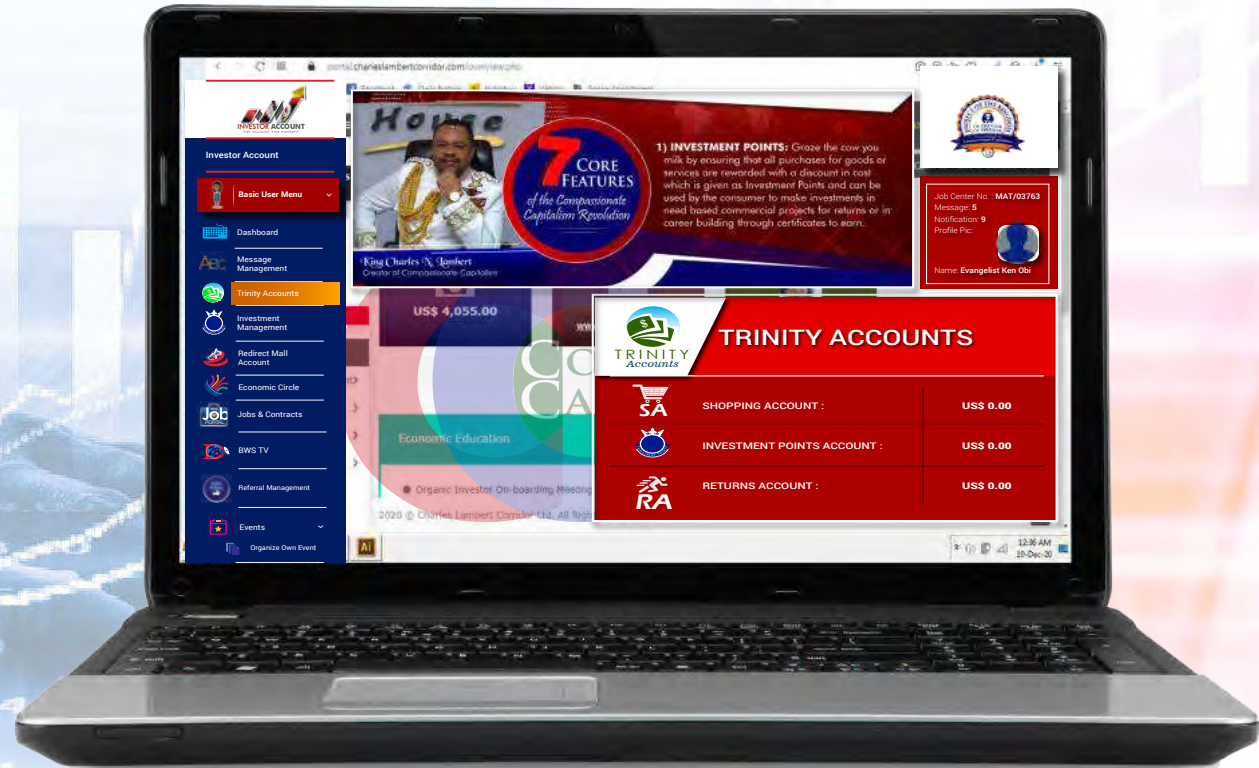 portal.charleslambertcorridor.com/overview.php
INVESTOR ACCOUNT
Investor Account
Basic User Menu
Dashboard
Message
Management
Trinity Accounts
Investment
Management
Redirect Mall
Account
Economic Circle
Job
PORTAL
Jobs & Contracts
BWS TV
Referral Management
Events
Organize Own Event
House
King Charles N. Lambert
Creator of Compassionate Capitalism
7 CORE
FEATURES
of the Compassionate
Capitalism Revolution
1) INVESTMENT POINTS: Graze the cow you
milk by ensuring that all purchases for goods or
services are rewarded with a discount in cost
which is given as Investment Points and can be
used by the consumer to make investments in
need based commercial projects for returns or in
career building through certificates to earn.
Job Center No. : MAT/03763
Message: 5
Notification: 9
Profile Pic:
Name: Evangelist Ken Obi
US$ 4,055.00
Economic Education
Organic Investor On-boarding Meeting
2020 © Charles Lambert Corridor Ltd. All Righ
TRINITY
Accounts
TRINITY ACCOUNTS
SA
SHOPPING ACCOUNT : US$ 0.00
INVESTMENT POINTS ACCOUNT : US$ 0.00
RA
RETURNS ACCOUNT : US$ 0.00
Ai
12:36 AM
10-Dec-20